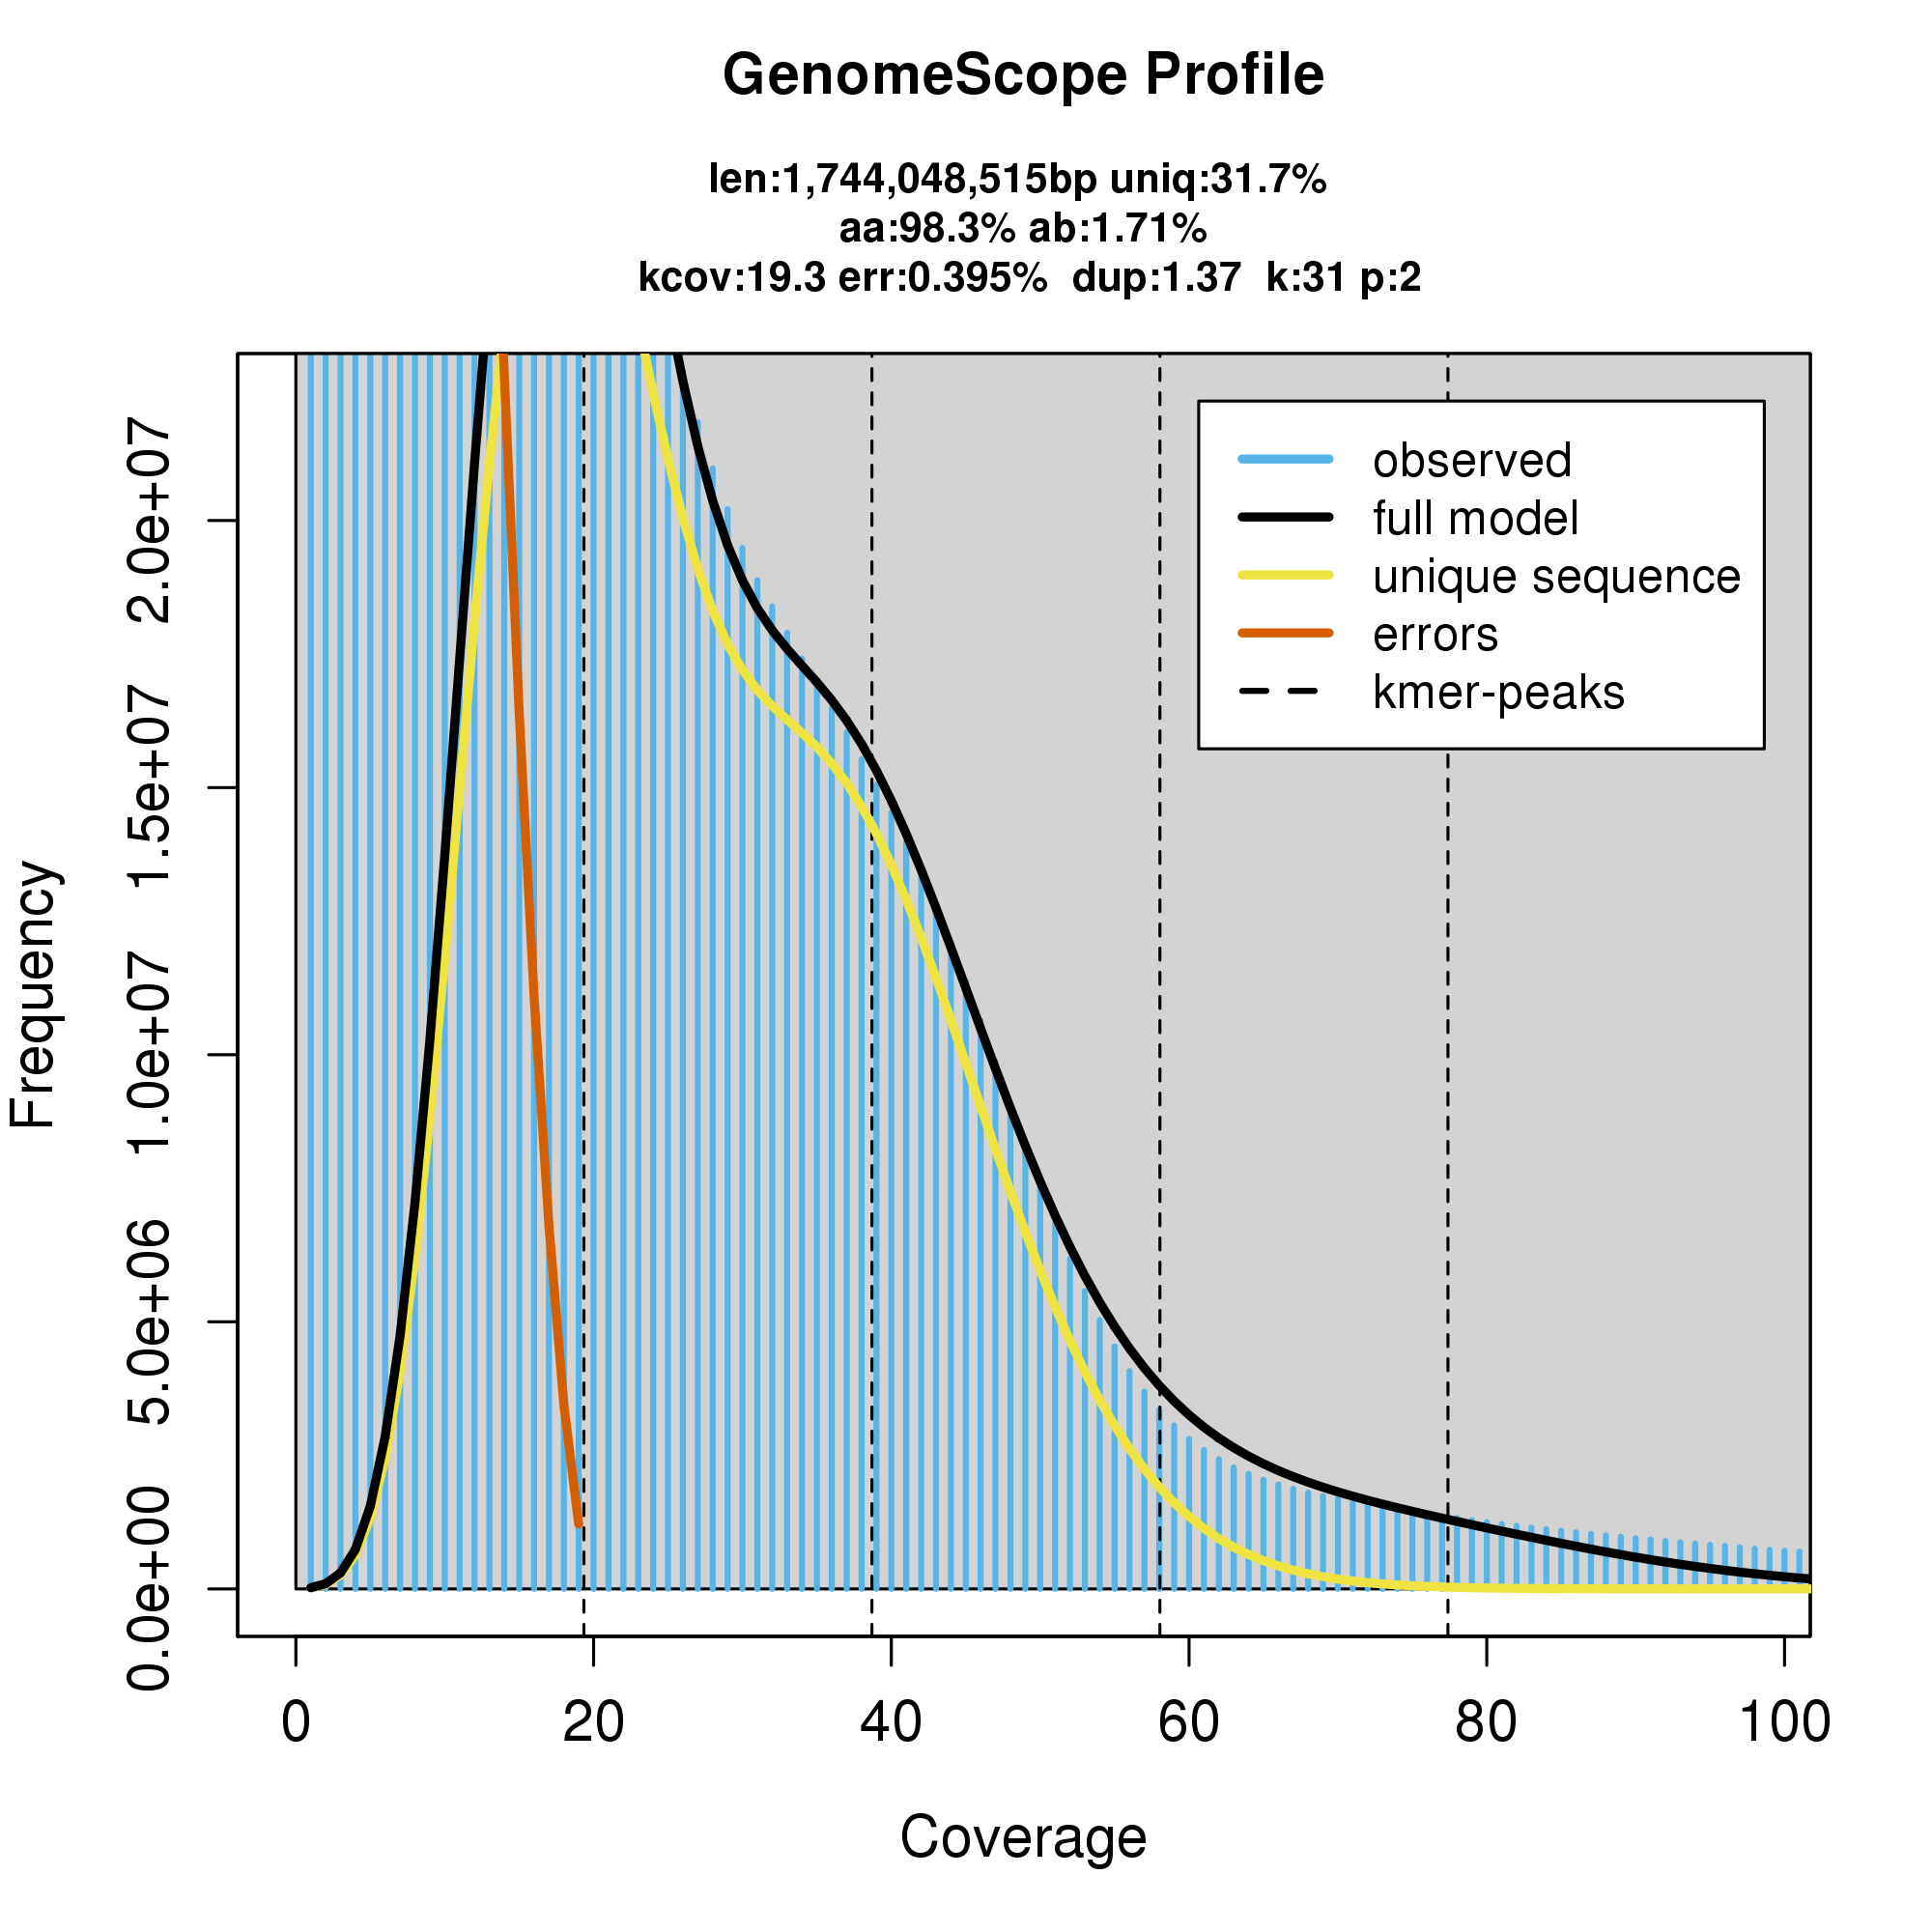 GenomeScope Profile
len:1,744,048,515bp uniq:31.7%
aa:98.3% ab:1.71%
kcov:19.3 err:0.395%  dup:1.37  k:31 p:2
observed
full model
unique sequence
errors
kmer-peaks
Frequency
2.0e+07
1.5e+07
1.0e+07
5.0e+06
0.0e+00
0 20 40 60 80 100
Coverage